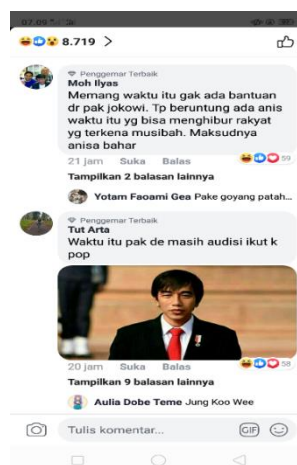 07.09
8.719 >
Penggemar Terbaik
Moh Ilyas
Memang waktu itu gak ada bantuan
dr pak jokowi. Tp beruntung ada anis
waktu itu yg bisa menghibur rakyat
yg terkena musibah. Maksudnya
anisa bahar
21 jam Suka Balas 59
Tampilkan 2 balasan lainnya
Yotam Faoami Gea Pake goyang patah...
Penggemar Terbaik
Tut Arta
Waktu itu pak de masih audisi ikut k
pop
20 jam Suka Balas 58
Tampilkan 9 balasan lainnya
Aulia Dobe Teme Jung Koo Wee
Tulis komentar... GIF